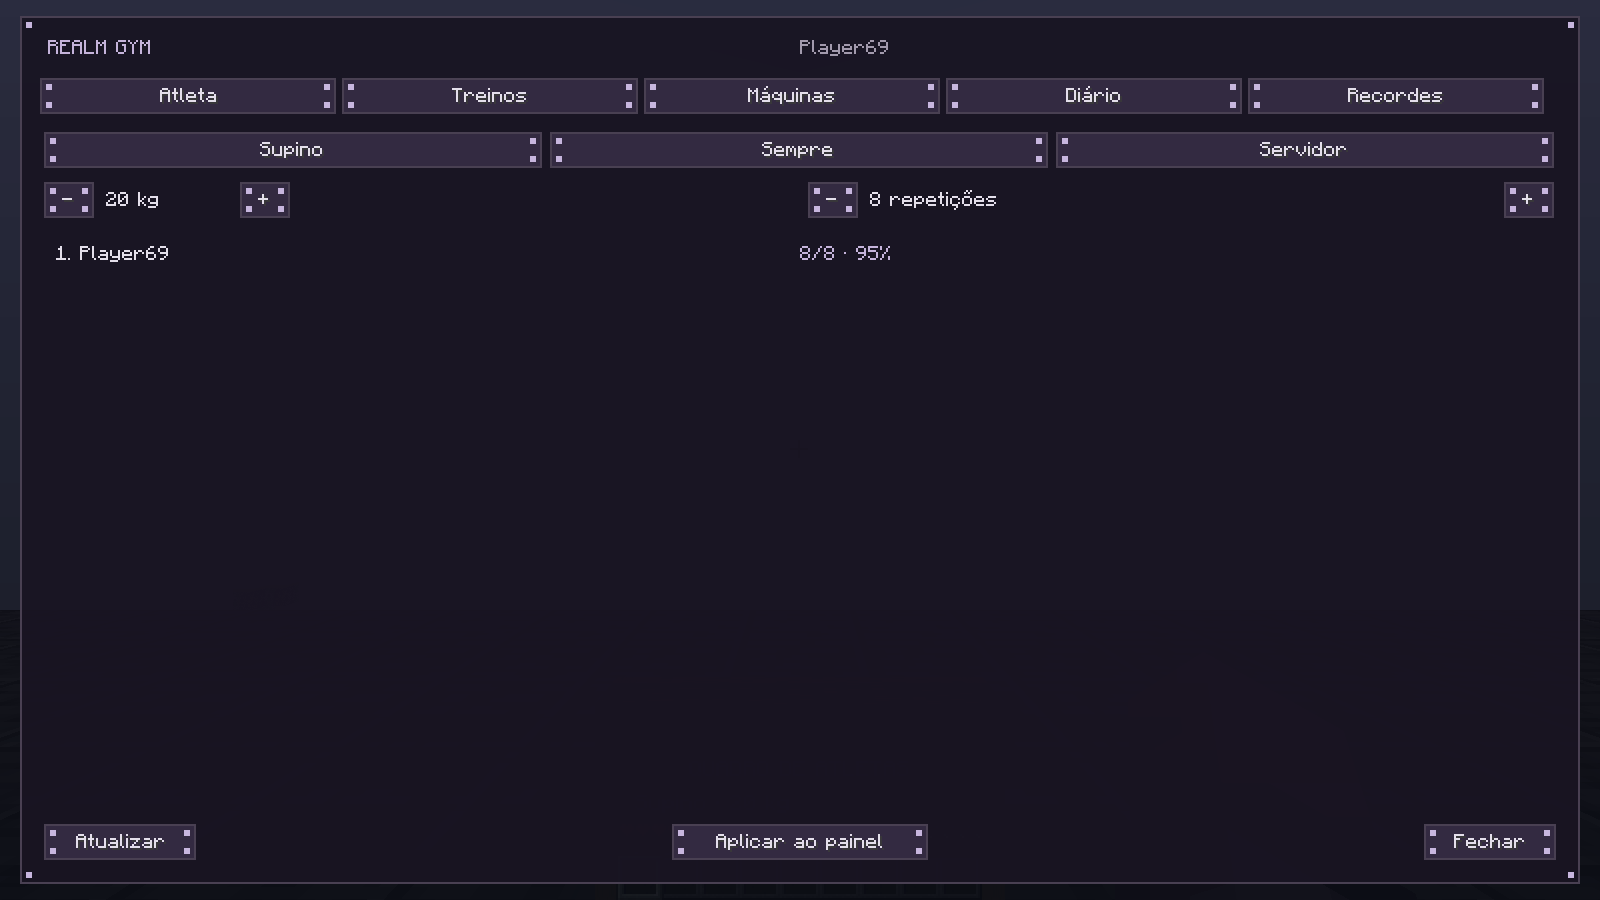 REALM GYM Player69
Atleta Treinos Máquinas Diário Recordes
Supino Sempre Servidor
- 20 kg + - 8 repetições +
1. Player69 8/8 · 95%
Atualizar Aplicar ao painel Fechar